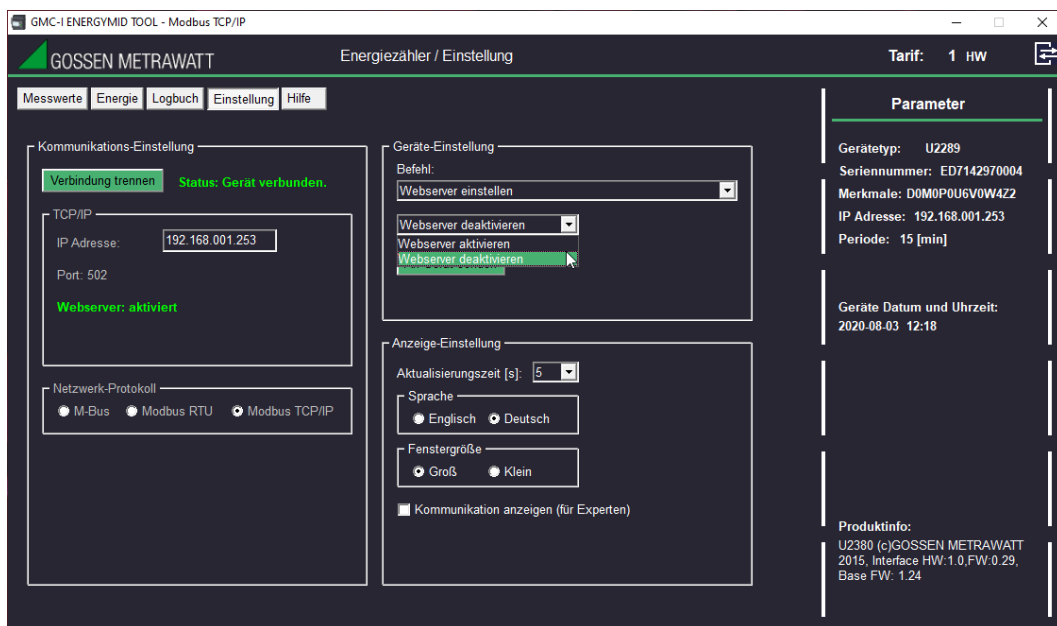 GMC-I ENERGYMID TOOL - Modbus TCP/IP
GOSSEN METRAWATT
Energiezähler / Einstellung
Tarif: 1 HW
Messwerte Energie Logbuch Einstellung Hilfe
Kommunikations-Einstellung
Verbindung trennen Status: Gerät verbunden.
TCP/IP
IP Adresse: 192.168.001.253
Port: 502
Webserver: aktiviert
Netzwerk-Protokoll
M-Bus Modbus RTU Modbus TCP/IP
Geräte-Einstellung
Befehl:
Webserver einstellen
Webserver deaktivieren
Webserver aktivieren
Webserver deaktivieren
Anzeige-Einstellung
Aktualisierungszeit [s]: 5
Sprache
Englisch Deutsch
Fenstergröße
Groß Klein
Kommunikation anzeigen (für Experten)
Parameter
Gerätetyp: U2289
Seriennummer: ED7142970004
Merkmale: D0M0P0U6V0W4Z2
IP Adresse: 192.168.001.253
Periode: 15 [min]
Geräte Datum und Uhrzeit:
2020-08-03 12:18
Produktinfo:
U2380 (c)GOSSEN METRAWATT
2015, Interface HW:1.0,FW:0.29,
Base FW: 1.24